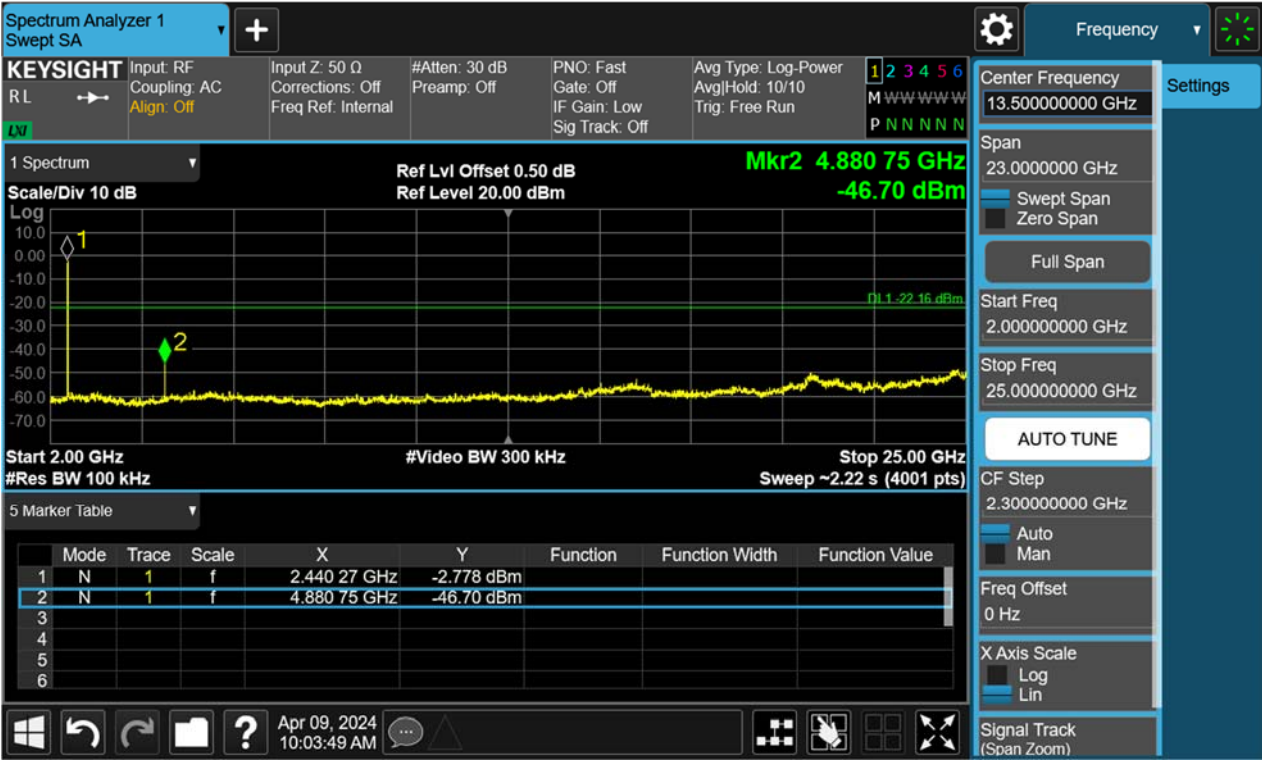 Spectrum Analyzer 1
Swept SA
+
Frequency
KEYSIGHT
Input: RF
Input Z: 50 Ω
#Atten: 30 dB
PNO: Fast
Avg Type: Log-Power
1 2 3 4 5 6
R L
Coupling: AC
Corrections: Off
Preamp: Off
Gate: Off
Avg|Hold: 10/10
M W W W W W
Align: Off
Freq Ref: Internal
IF Gain: Low
Trig: Free Run
LXI
Sig Track: Off
P N N N N N
1 Spectrum
Ref Lvl Offset 0.50 dB
Mkr2 4.880 75 GHz
Scale/Div 10 dB
Ref Level 20.00 dBm
-46.70 dBm
Log
10.0
0.00
-10.0
-20.0
-30.0
-40.0
-50.0
-60.0
-70.0
1
2
DL1 -22.16 dBm
Start 2.00 GHz
#Video BW 300 kHz
Stop 25.00 GHz
#Res BW 100 kHz
Sweep ~2.22 s (4001 pts)
5 Marker Table
Mode Trace Scale X Y Function Function Width Function Value
1 N 1 f 2.440 27 GHz -2.778 dBm
2 N 1 f 4.880 75 GHz -46.70 dBm
3
4
5
6
?
Apr 09, 2024
10:03:49 AM
Center Frequency
13.500000000 GHz
Settings
Span
23.0000000 GHz
Swept Span
Zero Span
Full Span
Start Freq
2.000000000 GHz
Stop Freq
25.000000000 GHz
AUTO TUNE
CF Step
2.300000000 GHz
Auto
Man
Freq Offset
0 Hz
X Axis Scale
Log
Lin
Signal Track
(Span Zoom)